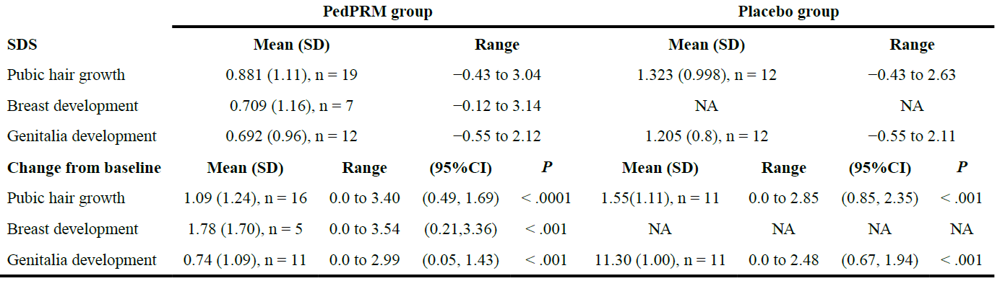 PedPRM group Placebo group
SDS Mean (SD) Range Mean (SD) Range
Pubic hair growth 0.881 (1.11), n = 19 −0.43 to 3.04 1.323 (0.998), n = 12 −0.43 to 2.63
Breast development 0.709 (1.16), n = 7 −0.12 to 3.14 NA NA
Genitalia development 0.692 (0.96), n = 12 −0.55 to 2.12 1.205 (0.8), n = 12 −0.55 to 2.11
Change from baseline Mean (SD) Range (95%CI) P Mean (SD) Range (95%CI) P
Pubic hair growth 1.09 (1.24), n = 16 0.0 to 3.40 (0.49, 1.69) < .0001 1.55(1.11), n = 11 0.0 to 2.85 (0.85, 2.35) < .001
Breast development 1.78 (1.70), n = 5 0.0 to 3.54 (0.21,3.36) < .001 NA NA NA NA
Genitalia development 0.74 (1.09), n = 11 0.0 to 2.99 (0.05, 1.43) < .001 11.30 (1.00), n = 11 0.0 to 2.48 (0.67, 1.94) < .001